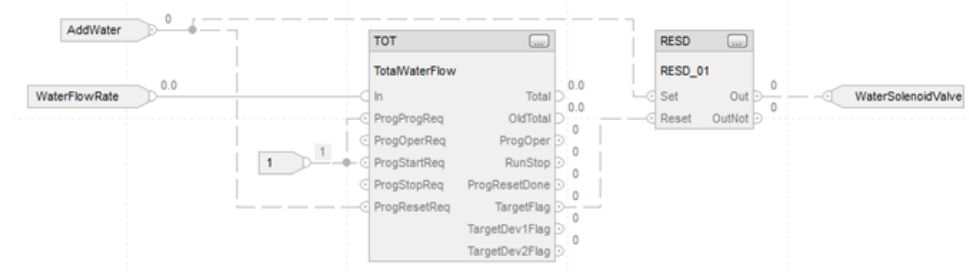 AddWater
0
WaterFlowRate
0.0
1
1
TOT
...
TotalWaterFlow
In
Total
0.0
ProgProgReq
OldTotal
0.0
ProgOperReq
ProgOper
0
ProgStartReq
RunStop
0
ProgStopReq
ProgResetDone
0
ProgResetReq
TargetFlag
0
TargetDev1Flag
0
TargetDev2Flag
0
RESD
...
RESD_01
Set
Out
0
Reset
OutNot
0
WaterSolenoidValve